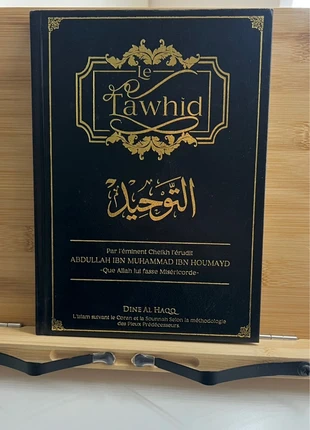 Le
Tawhid
التَّوْحِيد
Par l'éminent Cheikh l'érudit
ABDULLAH IBN MUHAMMAD IBN HOUMAYD
-Que Allah lui fasse Miséricorde-
DINE AL HAQQ
L'islam suivant le Coran et la Sounnah Selon la méthodologie
des Pieux Prédécesseurs